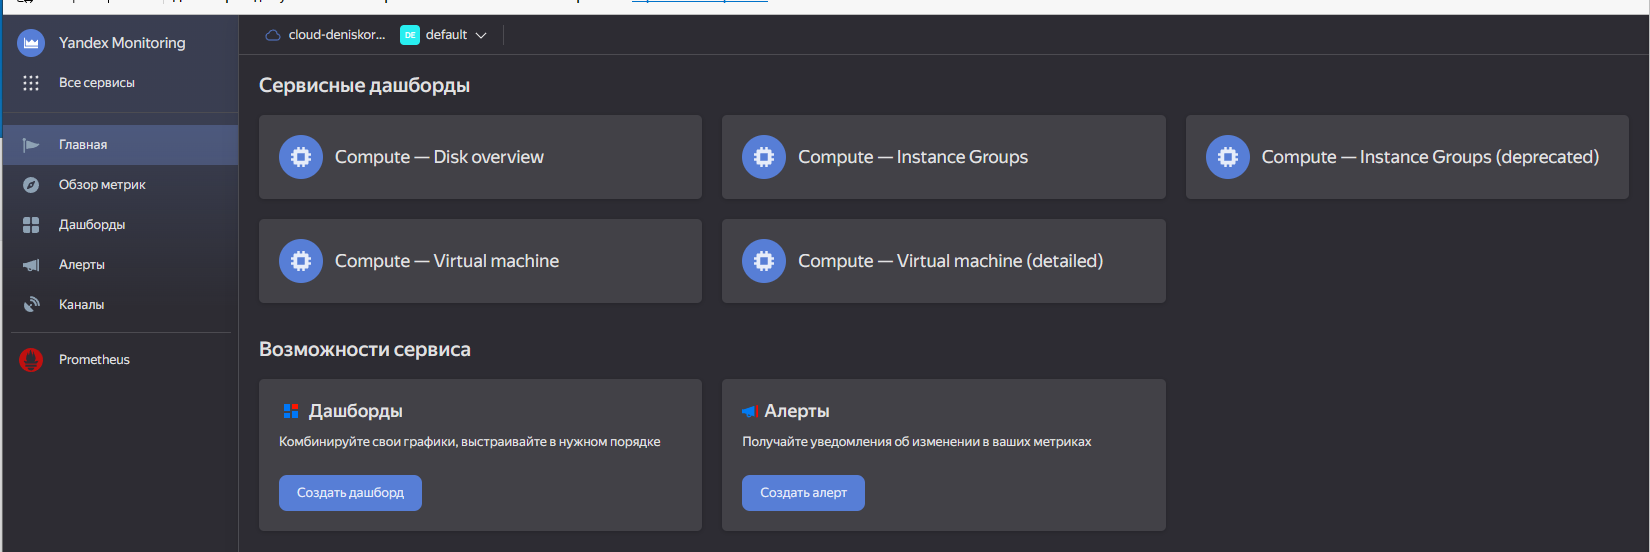 Yandex Monitoring
Все сервисы
Главная
Обзор метрик
Дашборды
Алерты
Каналы
Prometheus
cloud-deniskor... DE default
Сервисные дашборды
Compute — Disk overview
Compute — Instance Groups
Compute — Instance Groups (deprecated)
Compute — Virtual machine
Compute — Virtual machine (detailed)
Возможности сервиса
Дашборды
Комбинируйте свои графики, выстраивайте в нужном порядке
Создать дашборд
Алерты
Получайте уведомления об изменении в ваших метриках
Создать алерт